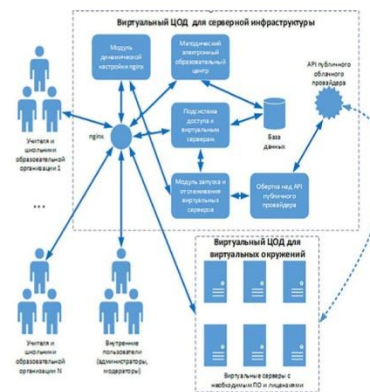 Виртуальный ЦОД для серверной инфраструктуры
Модуль
динамической
настройки nginx
Методический
электронный
образовательный
центр
API публичного
облачного
провайдера
nginx
Подсистема
доступа к
виртуальным
серверам
База
данных
Учителя и
школьники
образовательной
организации 1
...
Модуль запуска и
отслеживания
виртуальных
серверов
Обертка над API
публичного
провайдера
Виртуальный ЦОД для
виртуальных окружений
Учителя и
школьники
образовательной
организации N
Внутренние
пользователи
(администраторы,
модераторы)
Виртуальные серверы с
необходимым ПО и лицензиями